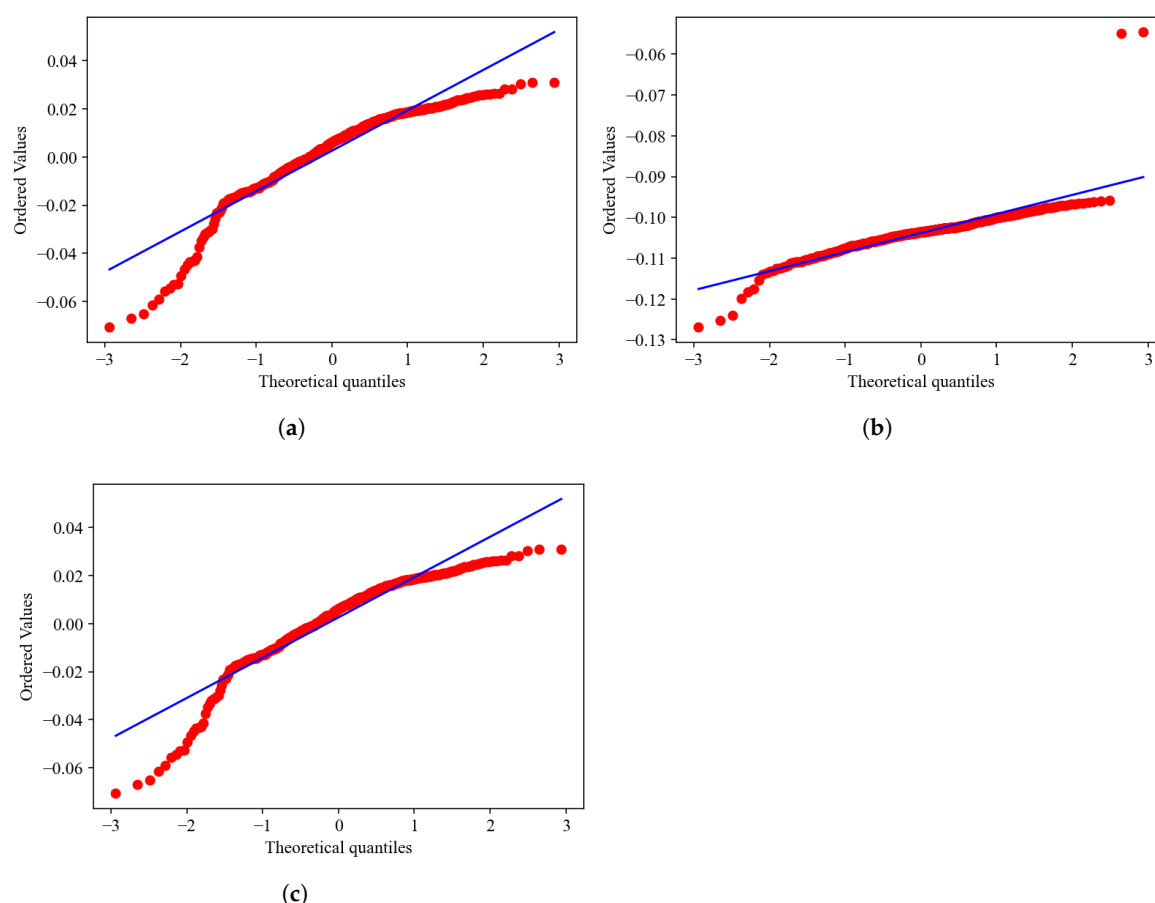 0.04
0.02
0.00
−0.02
−0.04
−0.06
Ordered Values
−3 −2 −1 0 1 2 3
Theoretical quantiles
(a)
−0.06
−0.07
−0.08
−0.09
−0.10
−0.11
−0.12
−0.13
Ordered Values
−3 −2 −1 0 1 2 3
Theoretical quantiles
(b)
0.04
0.02
0.00
−0.02
−0.04
−0.06
Ordered Values
−3 −2 −1 0 1 2 3
Theoretical quantiles
(c)